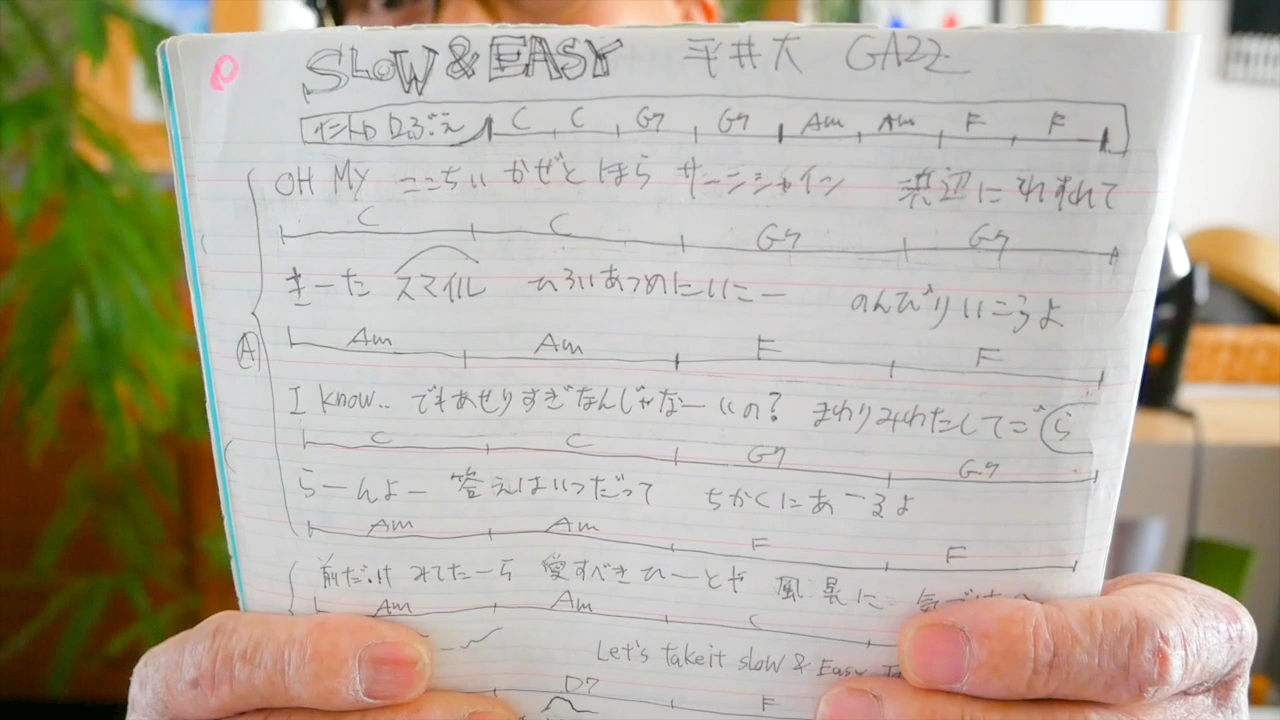 SLOW & EASY 平井大 GAZZ
イントロ 口ぶえ C C G7 G7 Am Am F F
OH MY ここちいい かぜと ほら サーンシャイン 浜辺に それて
C C G7 G7
きーた スマイル ひろいあつめにいこー のんびりいこうよ
Am Am F F
A
I know.. でもあせりすぎなんじゃなーいの? まわりみわたしてごら
C C G7 G7
らーんよー 答えはいつだって ちかくにあーるよ
Am Am F F
前だけ みてたーら 愛すべきひーとや 風景に
Am Am C
Let's take it slow & Easy
D7 F